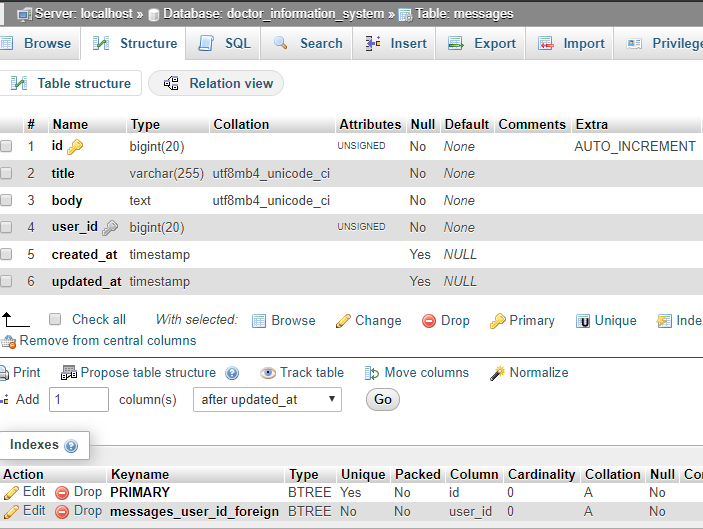 Server: localhost » Database: doctor_information_system » Table: messages
Browse Structure SQL Search Insert Export Import Privilege
Table structure Relation view
# Name Type Collation Attributes Null Default Comments Extra
1 id bigint(20) UNSIGNED No None AUTO_INCREMENT
2 title varchar(255) utf8mb4_unicode_ci No None
3 body text utf8mb4_unicode_ci No None
4 user_id bigint(20) UNSIGNED No None
5 created_at timestamp Yes NULL
6 updated_at timestamp Yes NULL
Check all With selected: Browse Change Drop Primary Unique Inde
Remove from central columns
Print Propose table structure Track table Move columns Normalize
Add 1 column(s) after updated_at Go
Indexes
Action Keyname Type Unique Packed Column Cardinality Collation Null Co
Edit Drop PRIMARY BTREE Yes No id 0 A No
Edit Drop messages_user_id_foreign BTREE No No user_id 0 A No